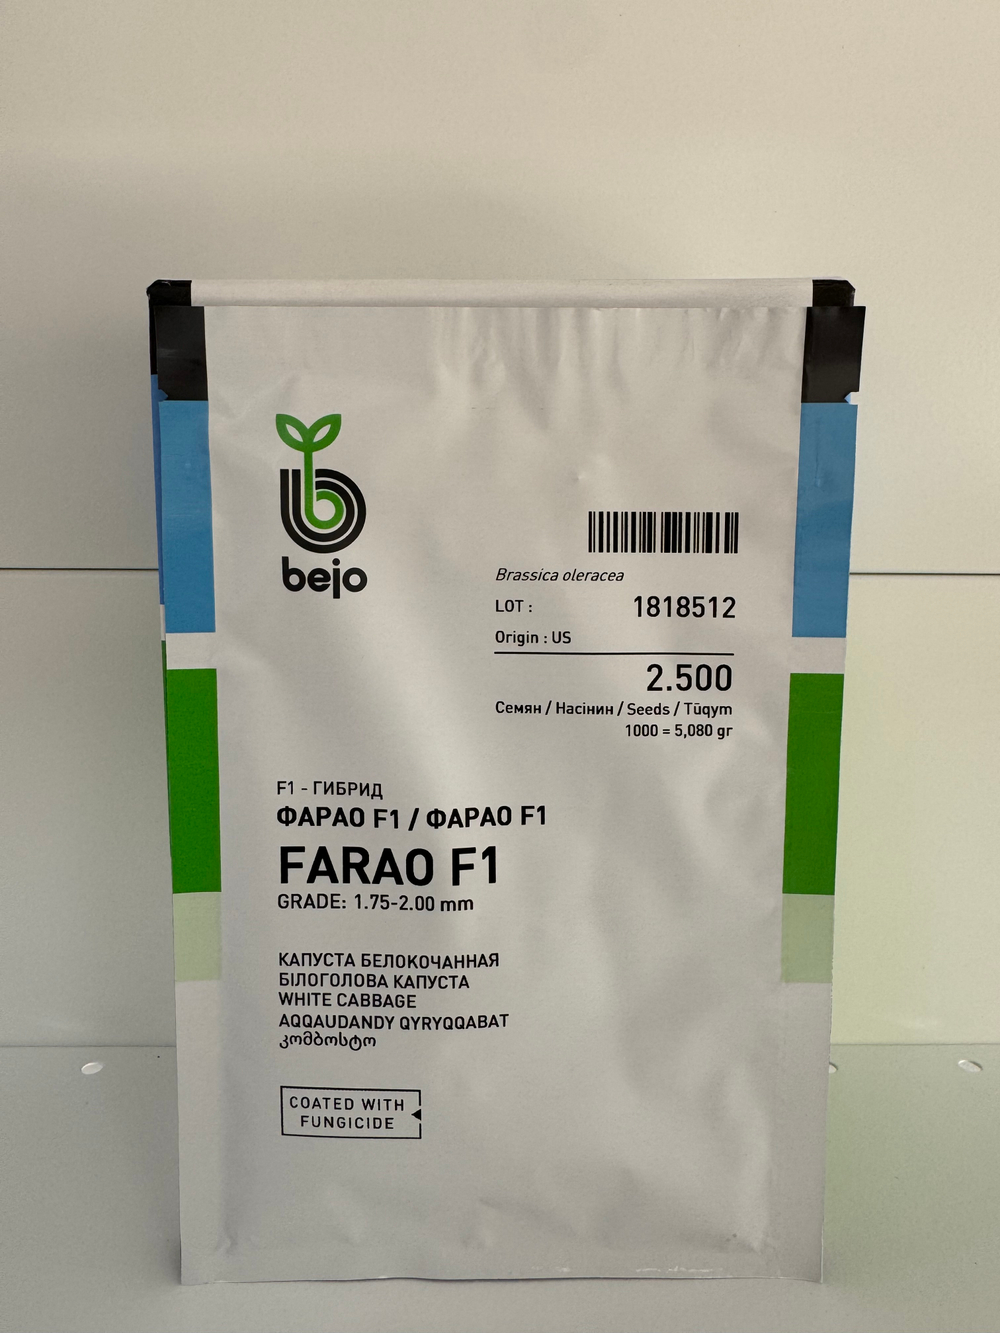 bejo
Brassica oleracea
LOT : 1818512
Origin : US
2.500
Семян / Насінин / Seeds / Tūqym
1000 = 5,080 gr
F1 - ГИБРИД
ФАРАО F1 / ФАРАО F1
FARAO F1
GRADE: 1.75-2.00 mm
КАПУСТА БЕЛОКОЧАННАЯ
БІЛОГОЛОВА КАПУСТА
WHITE CABBAGE
AQQAUDANDY QYRYQQABAT
კომბოსტო
COATED WITH
FUNGICIDE